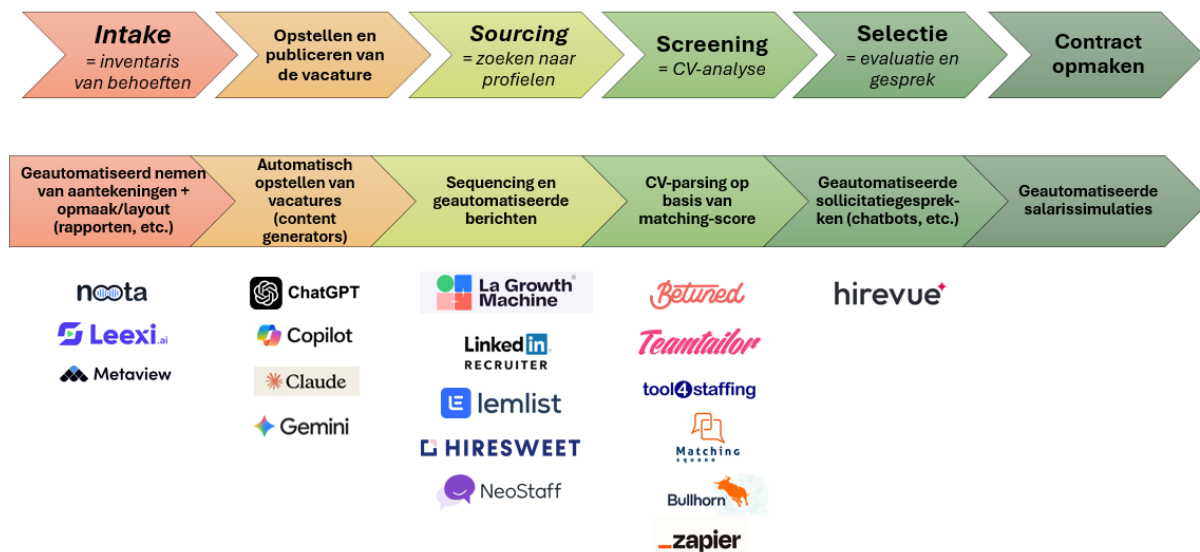 Intake
= inventaris
van behoeften
Opstellen en
publiceren van
de vacature
Sourcing
= zoeken naar
profielen
Screening
= CV-analyse
Selectie
= evaluatie en
gesprek
Contract
opmaken
Geautomatiseerd nemen
van aantekeningen +
opmaak/layout
(rapporten, etc.)
Automatisch
opstellen van
vacatures
(content
generators)
Sequencing en
geautomatiseerde
berichten
CV-parsing op
basis van
matching-score
Geautomatiseerde
sollicitatiegesprek-
ken (chatbots, etc.)
Geautomatiseerde
salarissimulaties
noota
Leexi.ai
Metaview
ChatGPT
Copilot
Claude
Gemini
La Growth
Machine
Linked in
RECRUITER
lemlist
HIRESWEET
NeoStaff
Betuned
Teamtailor
tool4staffing
Matching
square
Bullhorn
zapier
hirevue